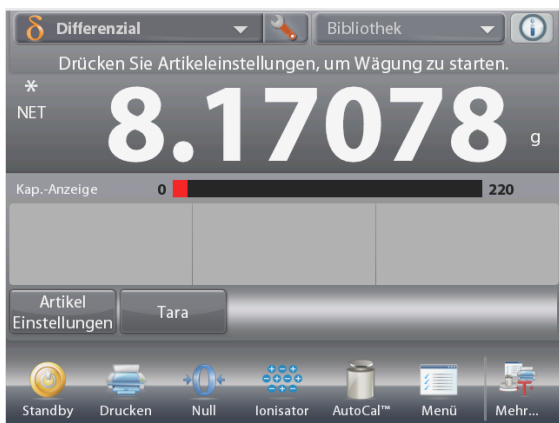 δ Differenzial Bibliothek
Drücken Sie Artikeleinstellungen, um Wägung zu starten.
*
NET
8.17078 g
Kap.-Anzeige 0 220
Artikel
Einstellungen
Tara
Standby Drucken Null Ionisator AutoCal™ Menü Mehr...